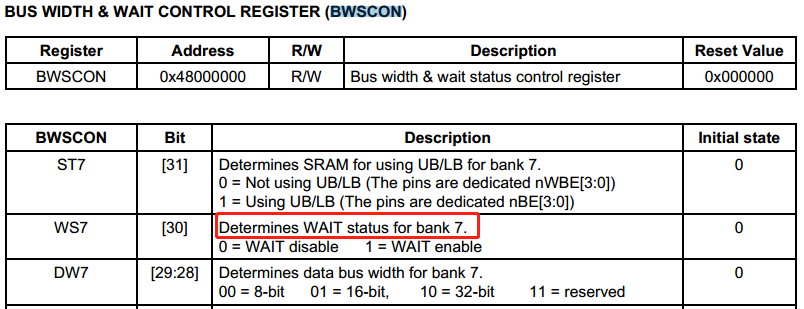 BUS WIDTH & WAIT CONTROL REGISTER (BWSCON)
Register Address R/W Description Reset Value
BWSCON 0x48000000 R/W Bus width & wait status control register 0x000000
BWSCON Bit Description Initial state
ST7 [31] Determines SRAM for using UB/LB for bank 7. 0
0 = Not using UB/LB (The pins are dedicated nWBE[3:0])
1 = Using UB/LB (The pins are dedicated nBE[3:0])
WS7 [30] Determines WAIT status for bank 7. 0
0 = WAIT disable 1 = WAIT enable
DW7 [29:28] Determines data bus width for bank 7. 0
00 = 8-bit 01 = 16-bit, 10 = 32-bit 11 = reserved